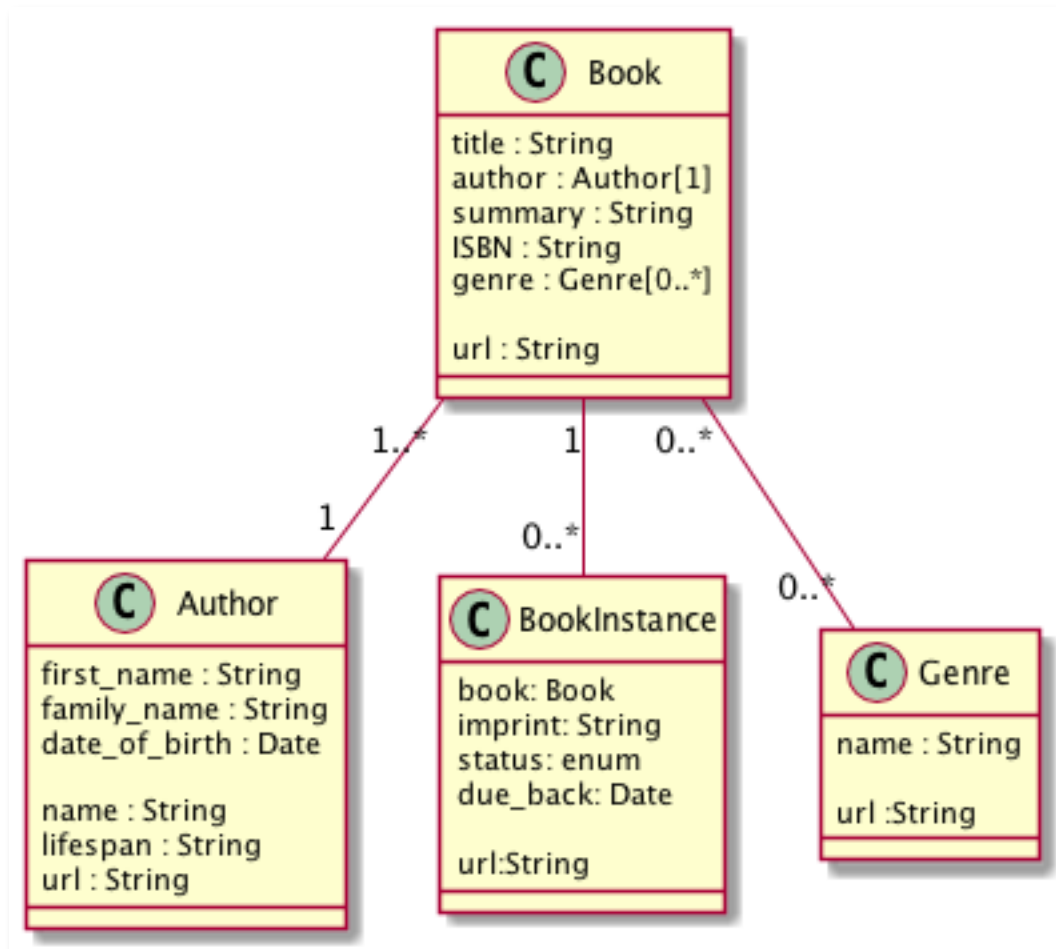 C Book
title : String
author : Author[1]
summary : String
ISBN : String
genre : Genre[0..*]
url : String
1..*
1
0..*
1
0..*
0..*
C Author
first_name : String
family_name : String
date_of_birth : Date
name : String
lifespan : String
url : String
C BookInstance
book: Book
imprint: String
status: enum
due_back: Date
url:String
C Genre
name : String
url :String